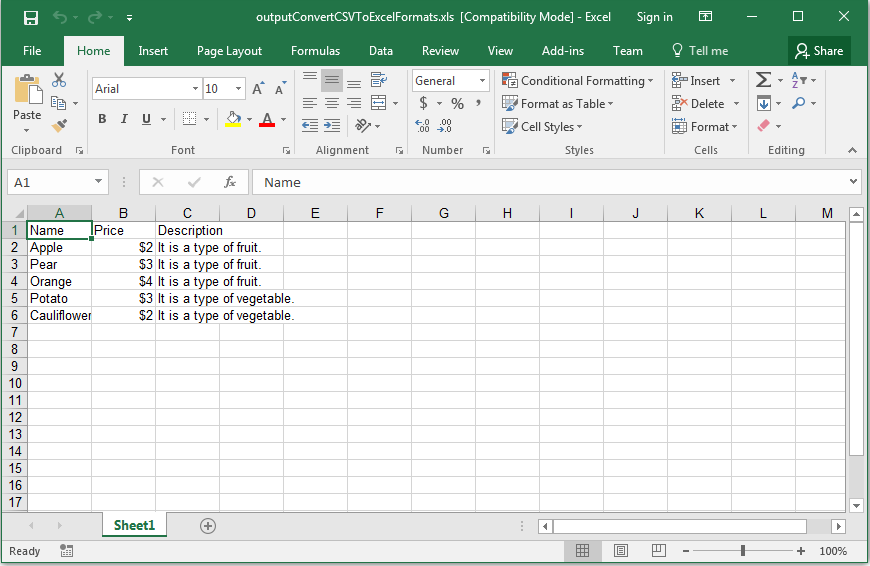 outputConvertCSVToExcelFormats.xls [Compatibility Mode] - Excel Sign in
File Home Insert Page Layout Formulas Data Review View Add-ins Team Tell me Share
Paste
Arial 10 A A
B I U A
General
$ % ,
.0 .00 .00 .0
Conditional Formatting
Format as Table
Cell Styles
Insert
Delete
Format
Σ A Z
Clipboard Font Alignment Number Styles Cells Editing
A1 fx Name
A B C D E F G H I J K L M
1 Name Price Description
2 Apple $2 It is a type of fruit.
3 Pear $3 It is a type of fruit.
4 Orange $4 It is a type of fruit.
5 Potato $3 It is a type of vegetable.
6 Cauliflower $2 It is a type of vegetable.
7
8
9
10
11
12
13
14
15
16
17
Sheet1
Ready 100%